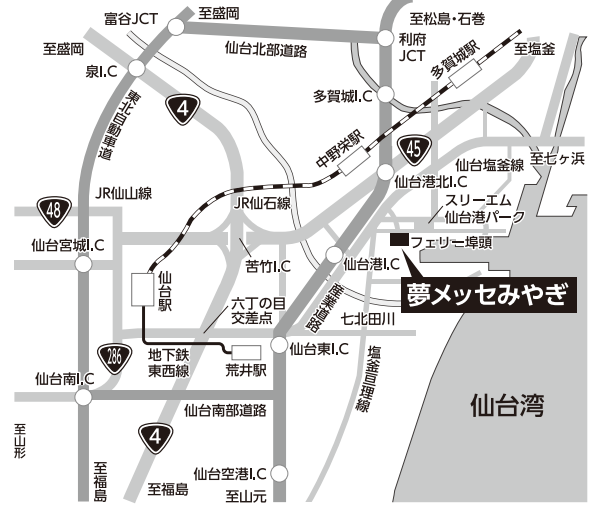 富谷JCT
至盛岡
至盛岡
仙台北部道路
至松島・石巻
利府
JCT
至塩釜
泉I.C
4
東北自動車道
多賀城I.C
多賀城駅
中野栄駅
45
仙台塩釜線
至七ヶ浜
仙台港北I.C
JR仙山線
JR仙石線
48
スリーエム
仙台港パーク
仙台宮城I.C
苦竹I.C
フェリー埠頭
仙台港I.C
夢メッセみやぎ
仙台駅
六丁の目
交差点
産業道路
七北田川
286
地下鉄
東西線
荒井駅
仙台東I.C
塩釜亘理線
仙台南I.C
仙台南部道路
仙台湾
至山形
4
至福島
至福島
仙台空港I.C
至山元